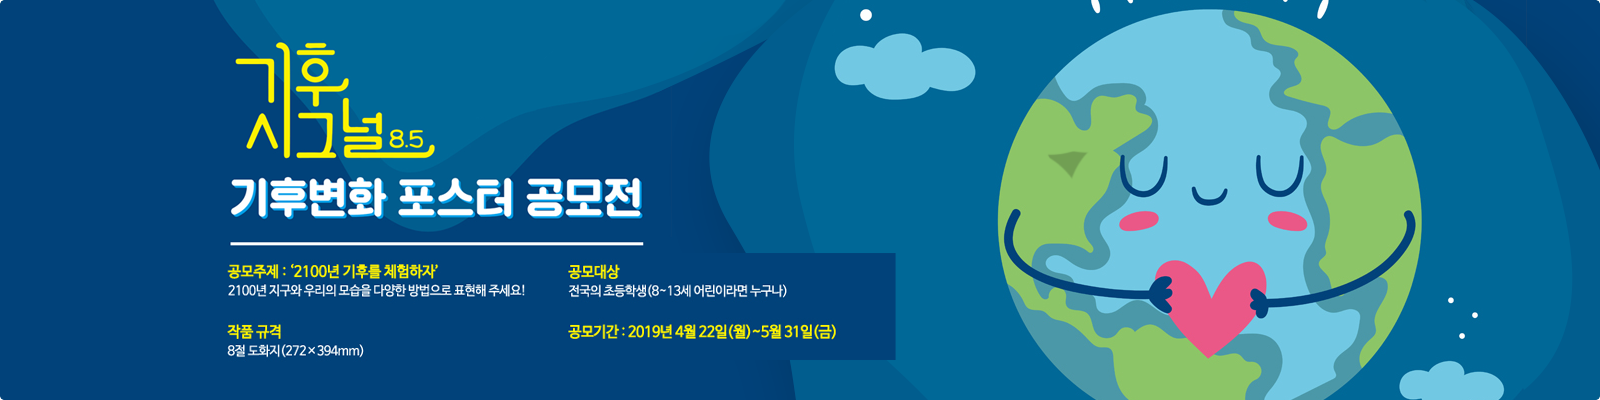 기후
시그널 8.5
기후변화 포스터 공모전
공모주제 : ‘2100년 기후를 체험하자’
2100년 지구와 우리의 모습을 다양한 방법으로 표현해 주세요!
작품 규격
8절 도화지(272×394mm)
공모대상
전국의 초등학생(8~13세 어린이라면 누구나)
공모기간 : 2019년 4월 22일(월)~5월 31일(금)